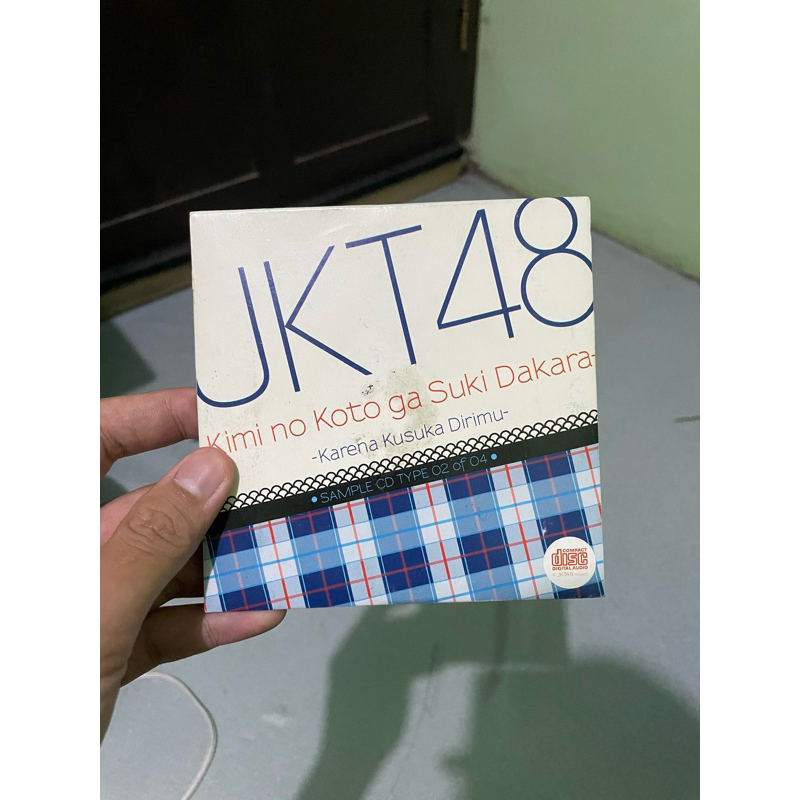 JKT48
Kimi no Koto ga Suki Dakara-
-Karena Kusuka Dirimu-
• SAMPLE CD TYPE 02 of 04 •
COMPACT
disc
DIGITAL AUDIO